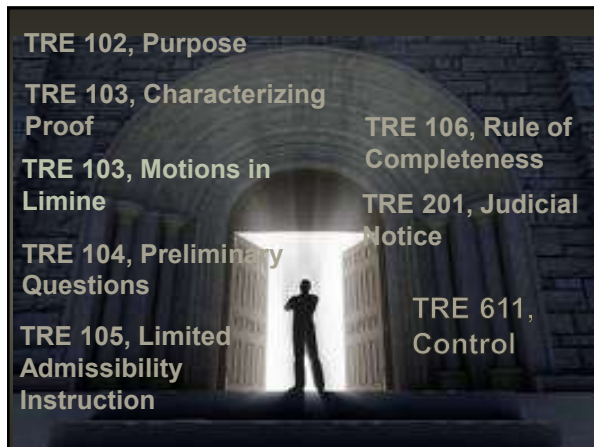 TRE 102, Purpose
TRE 103, Characterizing
Proof
TRE 103, Motions in
Limine
TRE 104, Preliminary
Questions
TRE 105, Limited
Admissibility
Instruction
TRE 106, Rule of
Completeness
TRE 201, Judicial
Notice
TRE 611,
Control